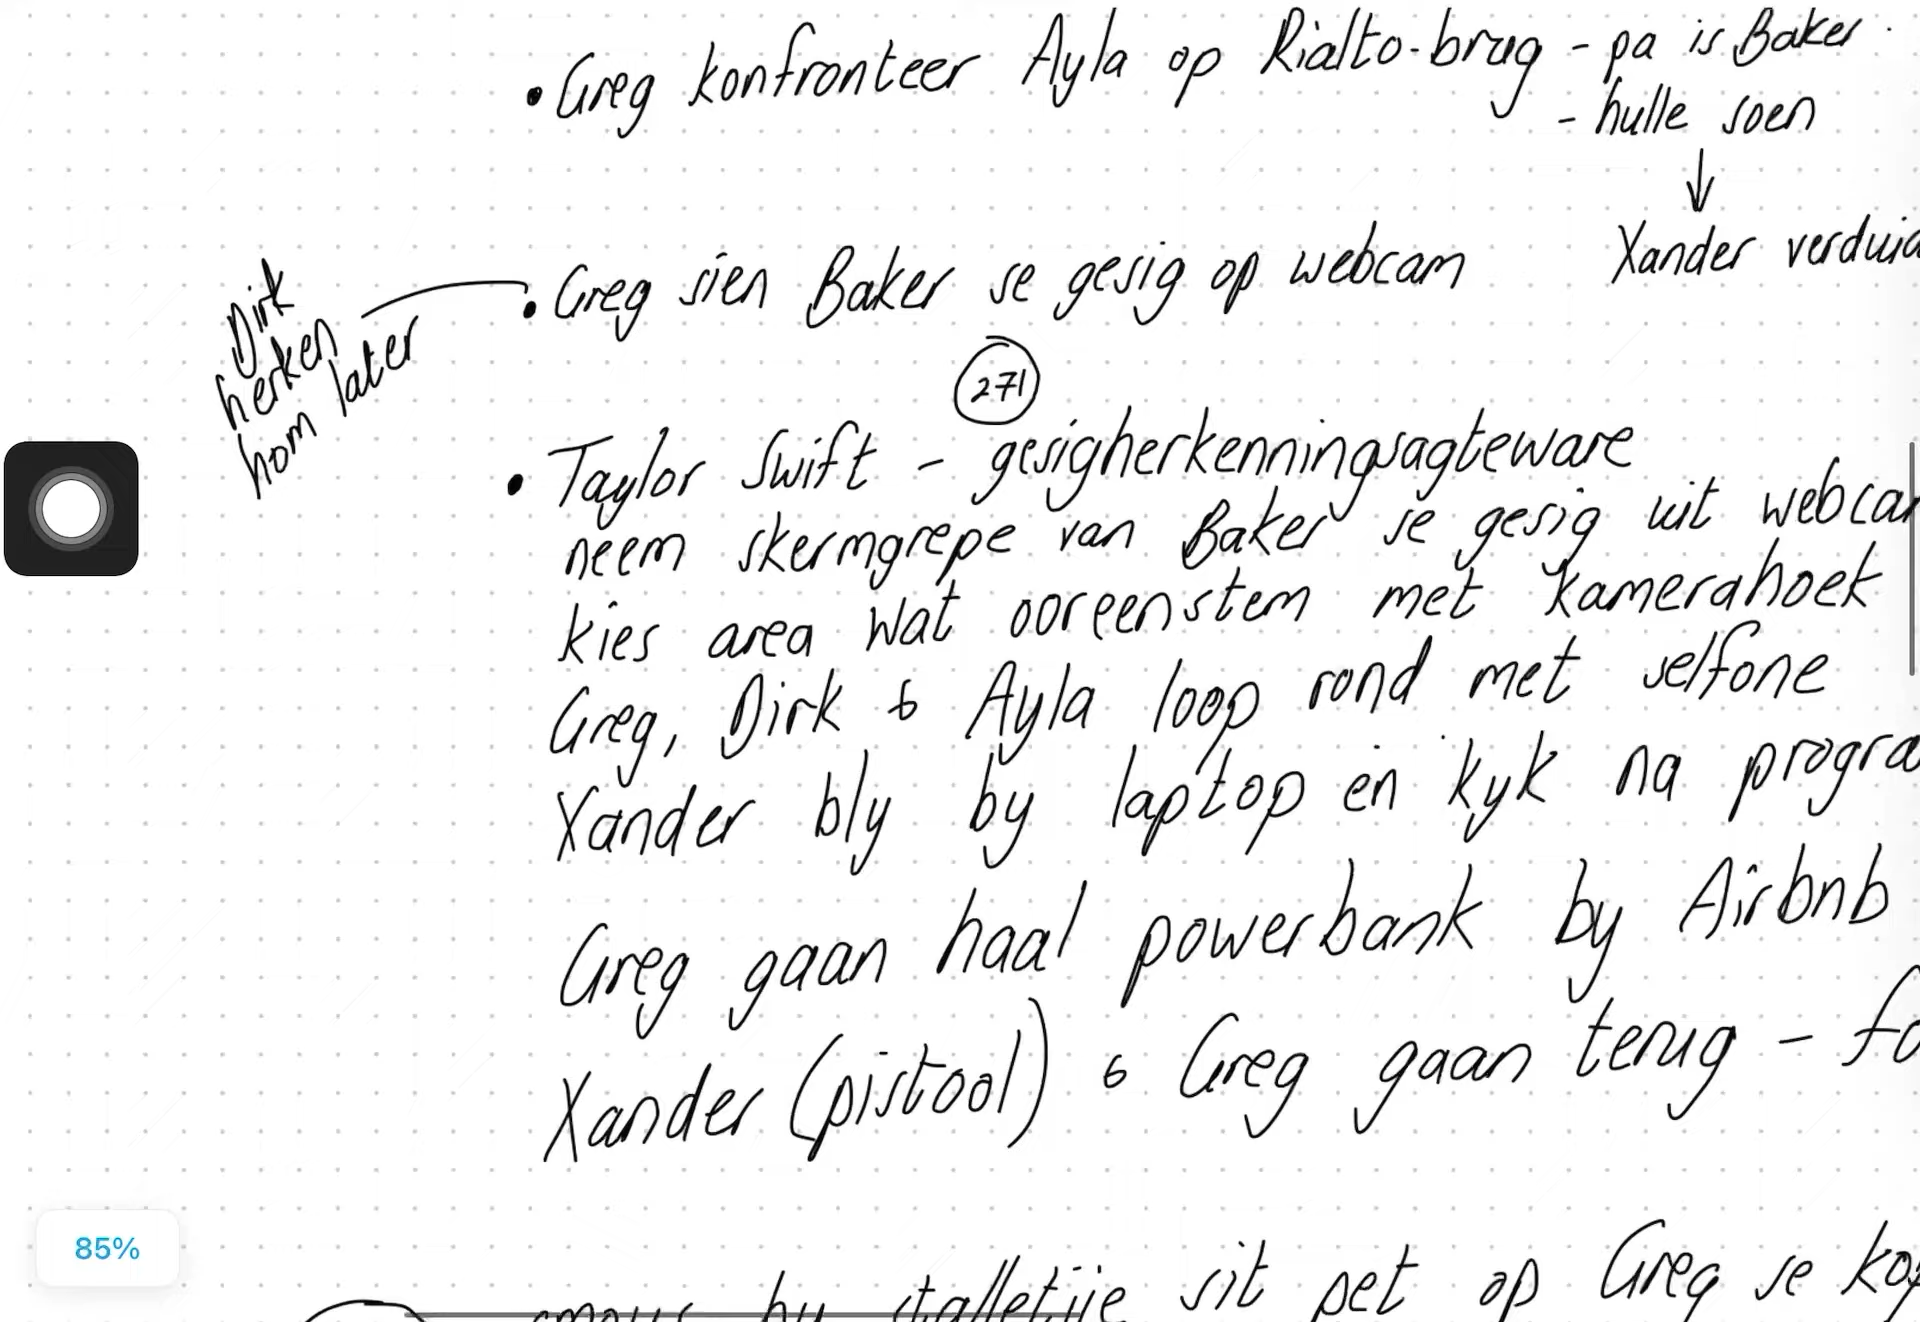 • Greg konfronteer Ayla op Rialto-brug - pa is Baker
- hulle soen
↓
Xander
• Greg sien Baker se gesig op webcam
Dirk
herken
hom later
271
• Taylor Swift - gesigherkenningsagteware
neem skermgrepe van Baker se gesig uit
kies area wat ooreenstem met kamerahoek
Greg, Dirk & Ayla loop rond met selfone
Xander bly by laptop en kyk na
Greg gaan haal powerbank by Airbnb
Xander (pistool) & Greg gaan terug -
by stalletjie sit pet op Greg se
85%